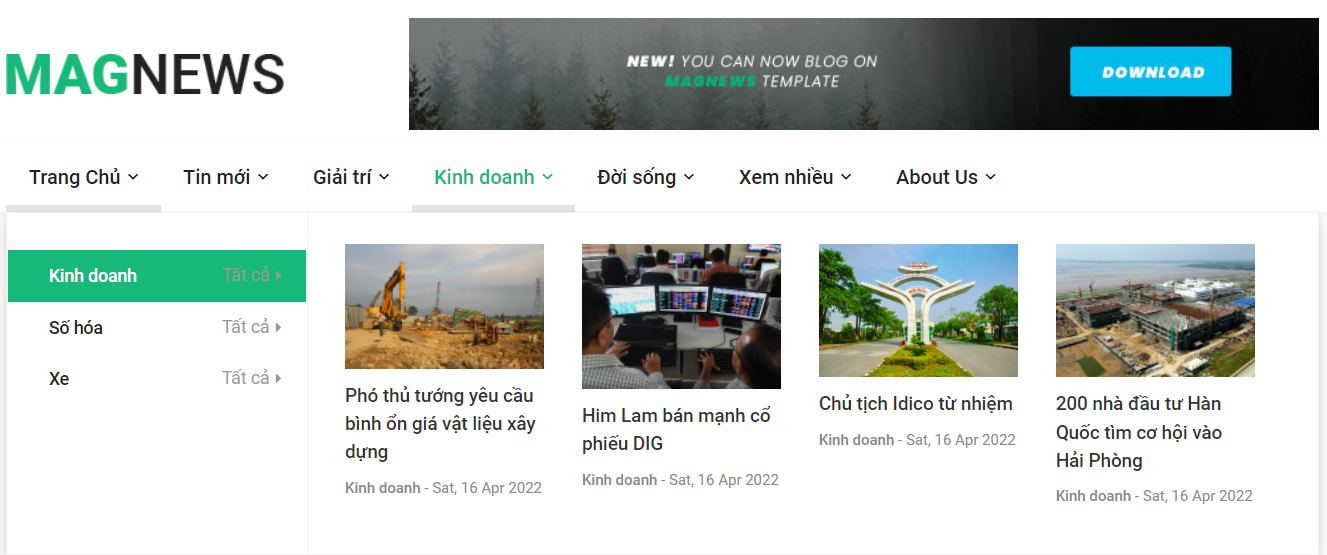 MAGNEWS
NEW! YOU CAN NOW BLOG ON
MAGNEWS TEMPLATE
DOWNLOAD
Trang Chủ Tin mới Giải trí Kinh doanh Đời sống Xem nhiều About Us
Kinh doanh Tất cả
Số hóa Tất cả
Xe Tất cả
Phó thủ tướng yêu cầu
bình ổn giá vật liệu xây
dựng
Kinh doanh - Sat, 16 Apr 2022
Him Lam bán mạnh cổ
phiếu DIG
Kinh doanh - Sat, 16 Apr 2022
Chủ tịch Idico từ nhiệm
Kinh doanh - Sat, 16 Apr 2022
200 nhà đầu tư Hàn
Quốc tìm cơ hội vào
Hải Phòng
Kinh doanh - Sat, 16 Apr 2022